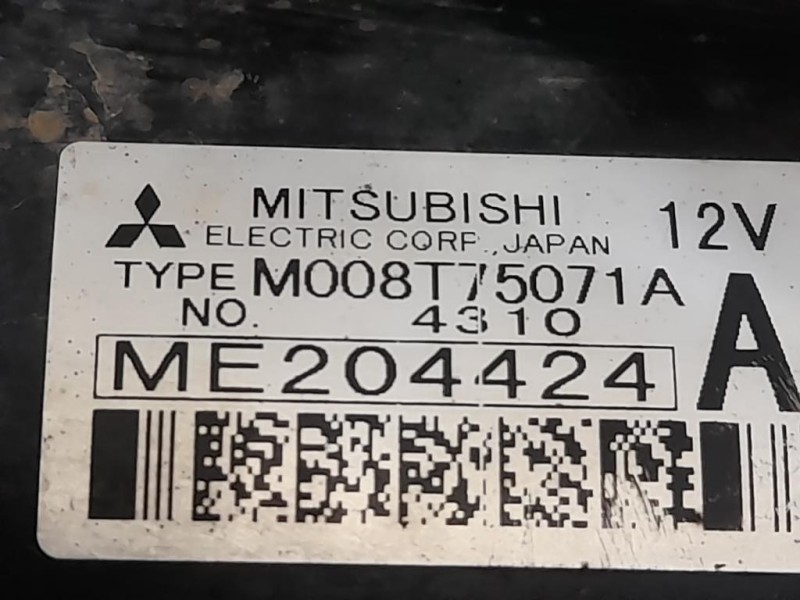 MITSUBISHI 12V
ELECTRIC CORP., JAPAN
TYPE M008T75071A A
NO. 4310
ME204424